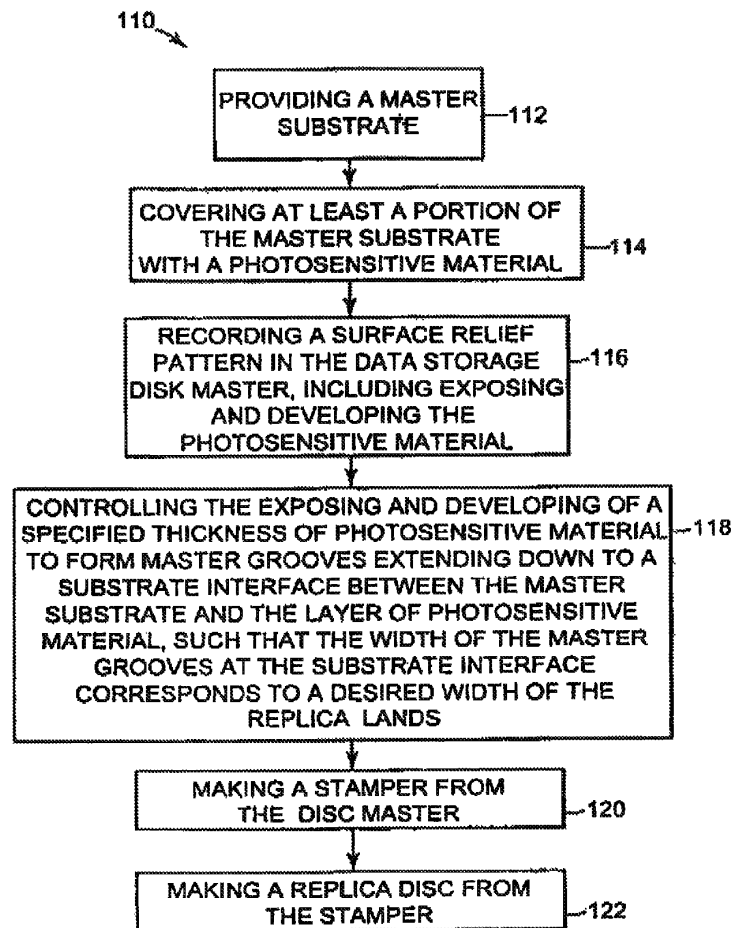 110
PROVIDING A MASTER
SUBSTRATE
112
COVERING AT LEAST A PORTION OF
THE MASTER SUBSTRATE
WITH A PHOTOSENSITIVE MATERIAL
114
RECORDING A SURFACE RELIEF
PATTERN IN THE DATA STORAGE
DISK MASTER, INCLUDING EXPOSING
AND DEVELOPING THE
PHOTOSENSITIVE MATERIAL
116
CONTROLLING THE EXPOSING AND DEVELOPING OF A
SPECIFIED THICKNESS OF PHOTOSENSITIVE MATERIAL
TO FORM MASTER GROOVES EXTENDING DOWN TO A
SUBSTRATE INTERFACE BETWEEN THE MASTER
SUBSTRATE AND THE LAYER OF PHOTOSENSITIVE
MATERIAL, SUCH THAT THE WIDTH OF THE MASTER
GROOVES AT THE SUBSTRATE INTERFACE
CORRESPONDS TO A DESIRED WIDTH OF THE
REPLICA LANDS
118
MAKING A STAMPER FROM
THE DISC MASTER
120
MAKING A REPLICA DISC FROM
THE STAMPER
122